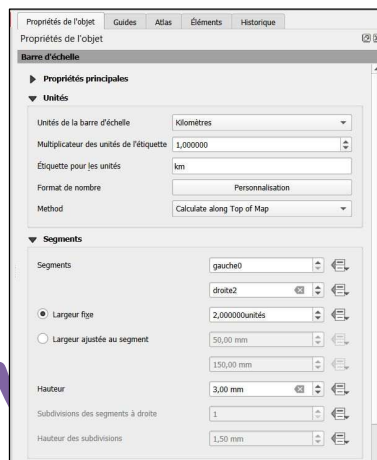 Propriétés de l'objet Guides Atlas Éléments Historique
Propriétés de l'objet
Barre d'échelle
Propriétés principales
Unités
Unités de la barre d'échelle Kilomètres
Multiplicateur des unités de l'étiquette 1,000000
Étiquette pour les unités km
Format de nombre Personnalisation
Method Calculate along Top of Map
Segments
Segments gauche0
droite2
Largeur fixe 2,000000unités
Largeur ajustée au segment 50,00 mm
150,00 mm
Hauteur 3,00 mm
Subdivisions des segments à droite 1
Hauteur des subdivisions 1,50 mm